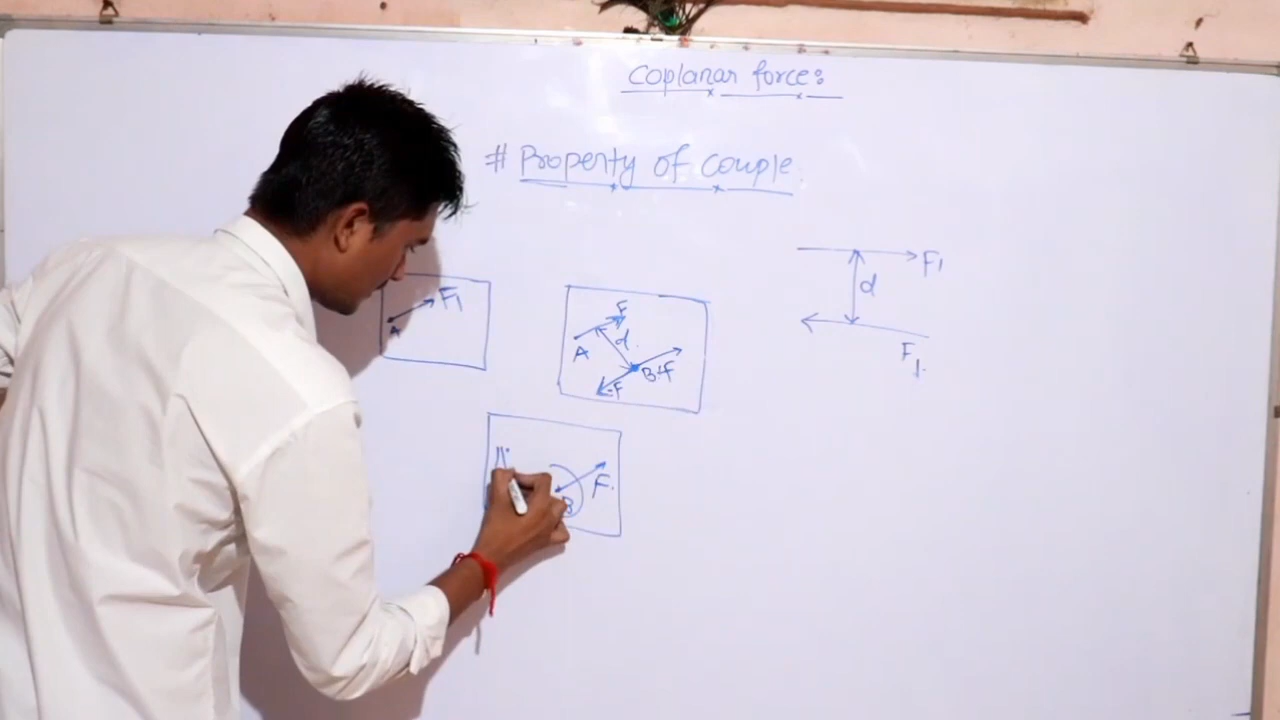 Coplanar force:
# Property of couple.
F1
d
F1.
A
F1
F
A
d
B +F
-F
F.
B